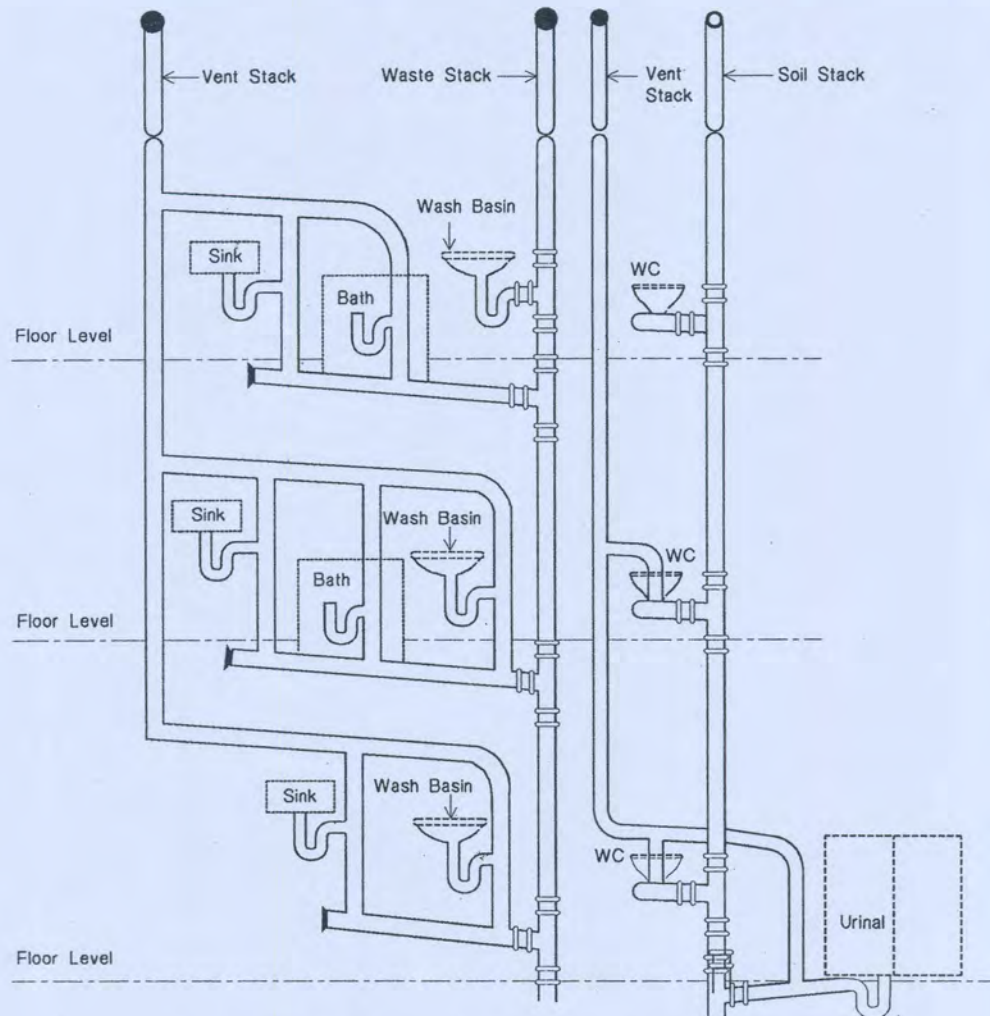 Vent Stack
Waste Stack
Vent
Stack
Soil Stack
Wash Basin
Sink
WC
Bath
Floor Level
Sink
Wash Basin
WC
Bath
Floor Level
Wash Basin
Sink
WC
Urinal
Floor Level